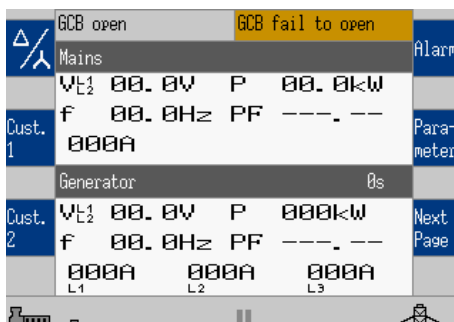 GCB open GCB fail to open
Alarm
Mains
VL1 L2 00.0V P 00.0kW
f 00.0Hz PF ---.--
000A
Cust. 1
Para-
meter
Generator 0s
VL1 L2 00.0V P 000kW
f 00.0Hz PF ---.--
000A 000A 000A
L1 L2 L3
Cust. 2
Next
Page